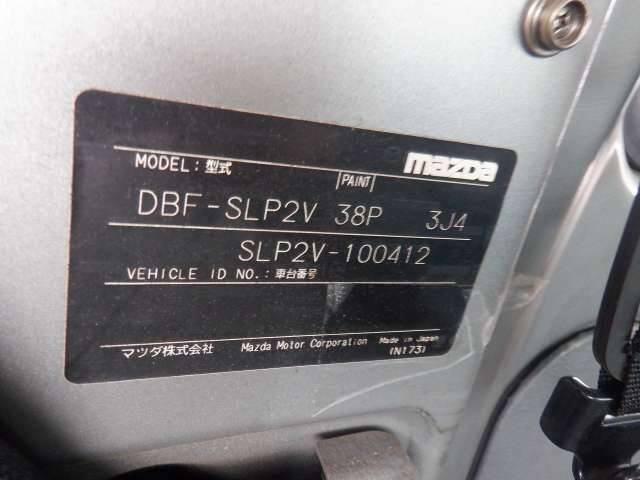 mazda
MODEL:型式
PAINT
DBF-SLP2V 38P 3J4
SLP2V-100412
VEHICLE ID NO.:車台番号
マツダ株式会社 Mazda Motor Corporation Made in Japan
(N173)